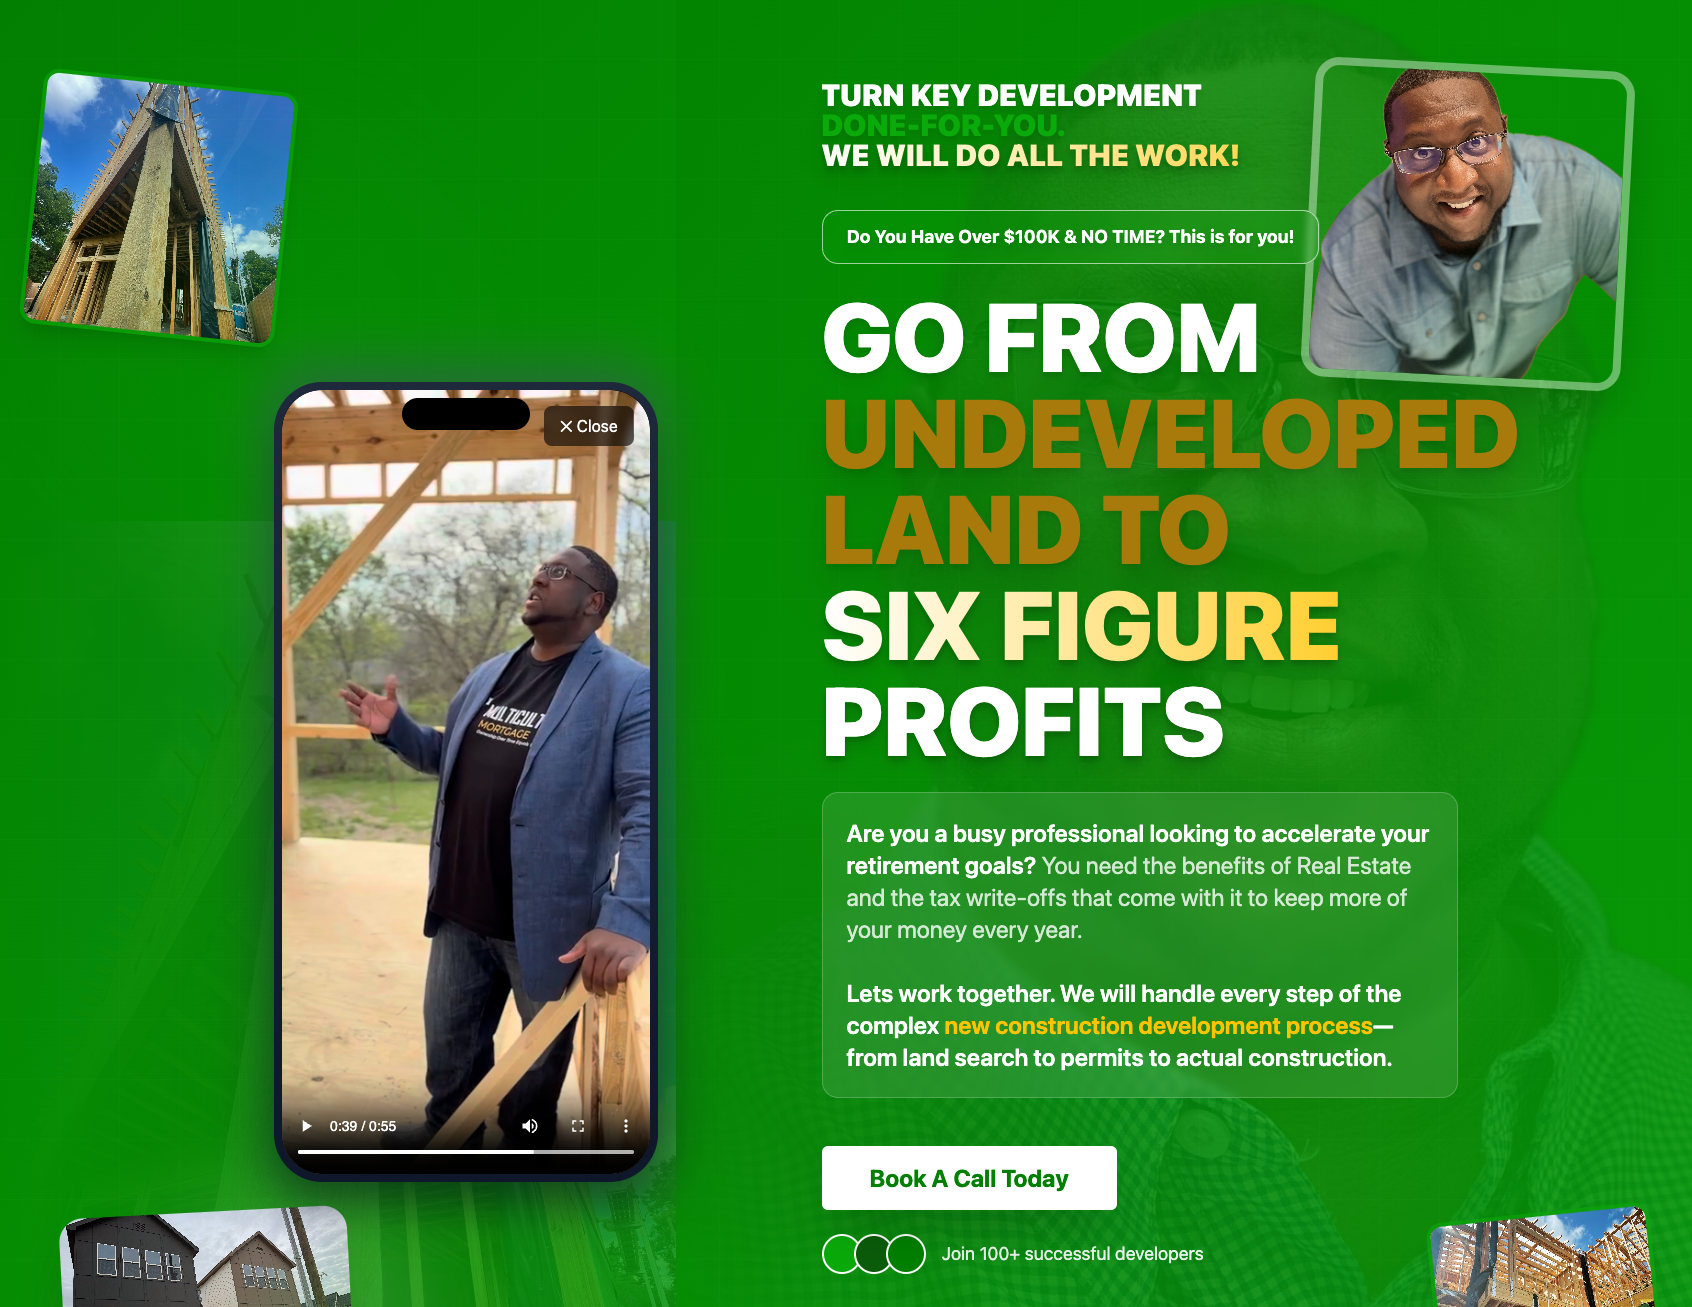 TURN KEY DEVELOPMENT
DONE-FOR-YOU.
WE WILL DO ALL THE WORK!
Do You Have Over $100K & NO TIME? This is for you!
GO FROM
UNDEVELOPED
LAND TO
SIX FIGURE
PROFITS
Close
MULTICULT
MORTGAGE
0:39 / 0:55
Are you a busy professional looking to accelerate your
retirement goals? You need the benefits of Real Estate
and the tax write-offs that come with it to keep more of
your money every year.
Lets work together. We will handle every step of the
complex new construction development process—
from land search to permits to actual construction.
Book A Call Today
Join 100+ successful developers